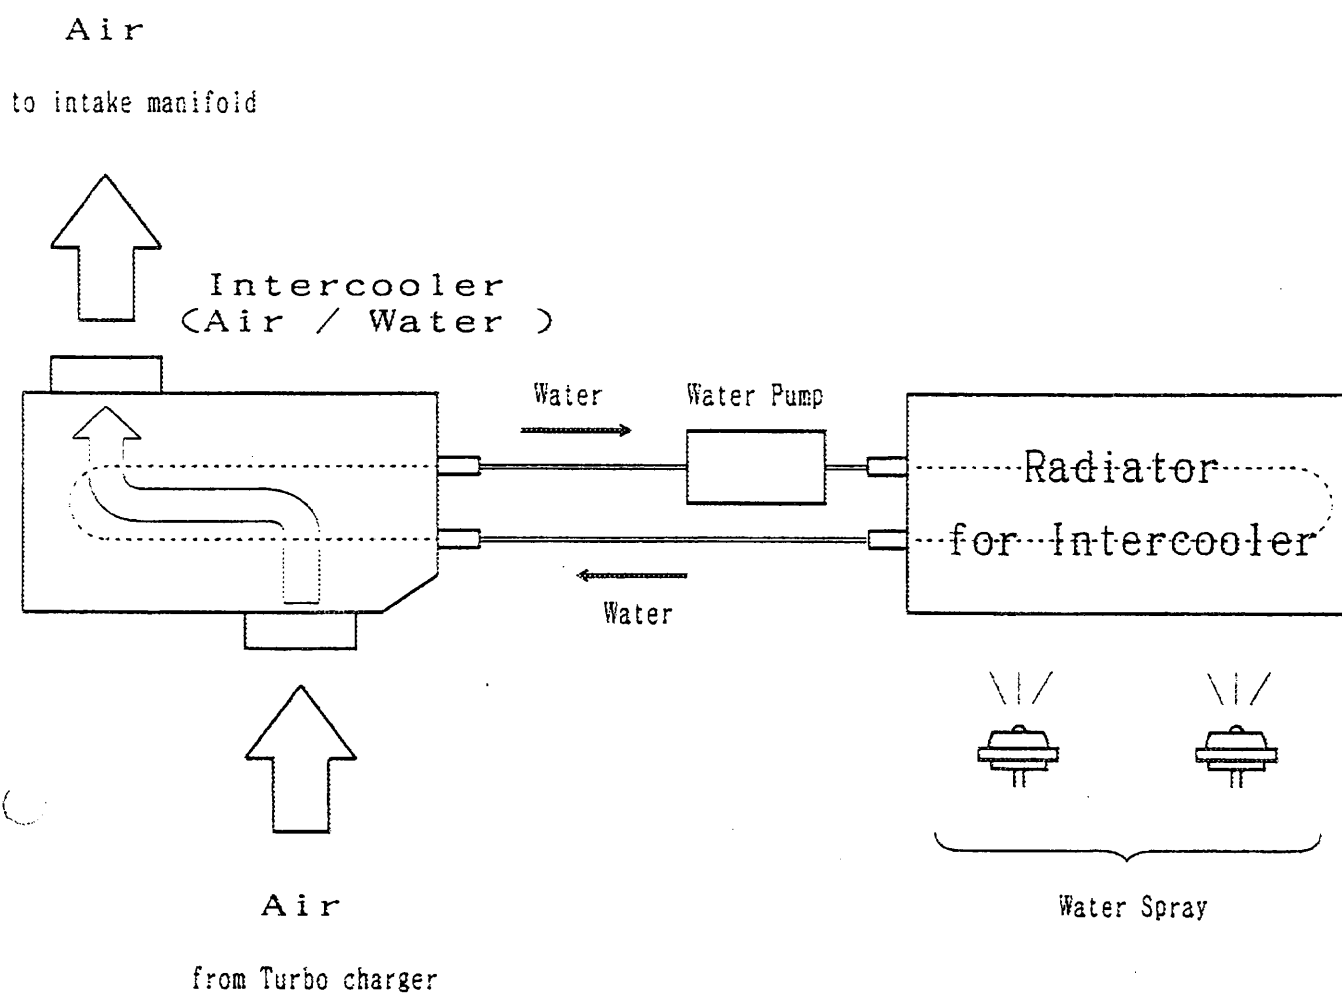 Air
to intake manifold
Intercooler
(Air / Water )
Water
Water Pump
Radiator
for Intercooler
Water
Water Spray
Air
from Turbo charger